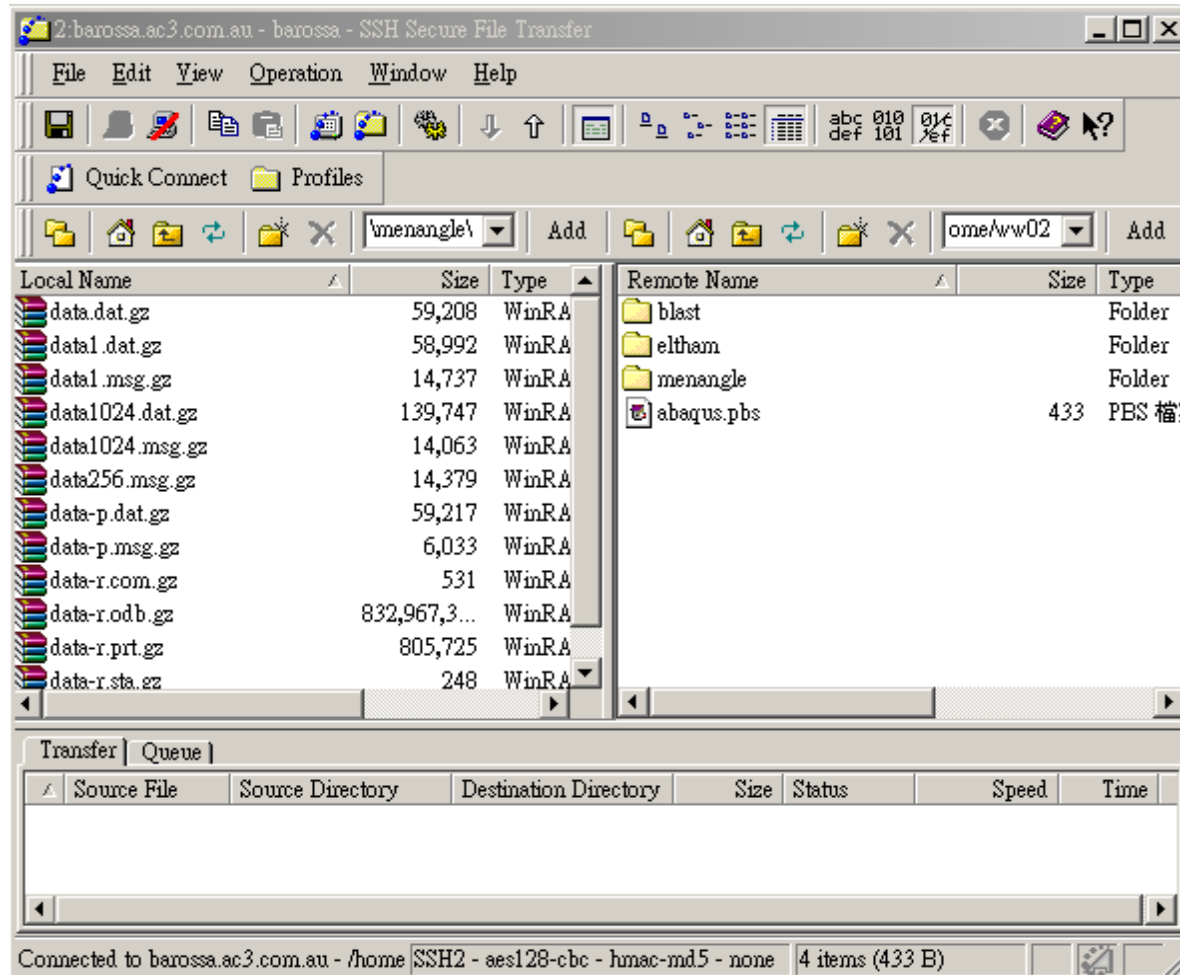 2:barossa.ac3.com.au - barossa - SSH Secure File Transfer
File Edit View Operation Window Help
abc def 010 101
Quick Connect Profiles
\menangle\ Add ome/vw02 Add
Local Name Size Type Remote Name Size Type
data.dat.gz 59,208 WinRA blast Folder
data1.dat.gz 58,992 WinRA eltham Folder
data1.msg.gz 14,737 WinRA menangle Folder
data1024.dat.gz 139,747 WinRA abaqus.pbs 433 PBS 檔
data1024.msg.gz 14,063 WinRA
data256.msg.gz 14,379 WinRA
data-p.dat.gz 59,217 WinRA
data-p.msg.gz 6,033 WinRA
data-r.com.gz 531 WinRA
data-r.odb.gz 832,967,3... WinRA
data-r.prt.gz 805,725 WinRA
data-r.sta.gz 248 WinRA
Transfer Queue
Source File Source Directory Destination Directory Size Status Speed Time
Connected to barossa.ac3.com.au - /home SSH2 - aes128-cbc - hmac-md5 - none 4 items (433 B)